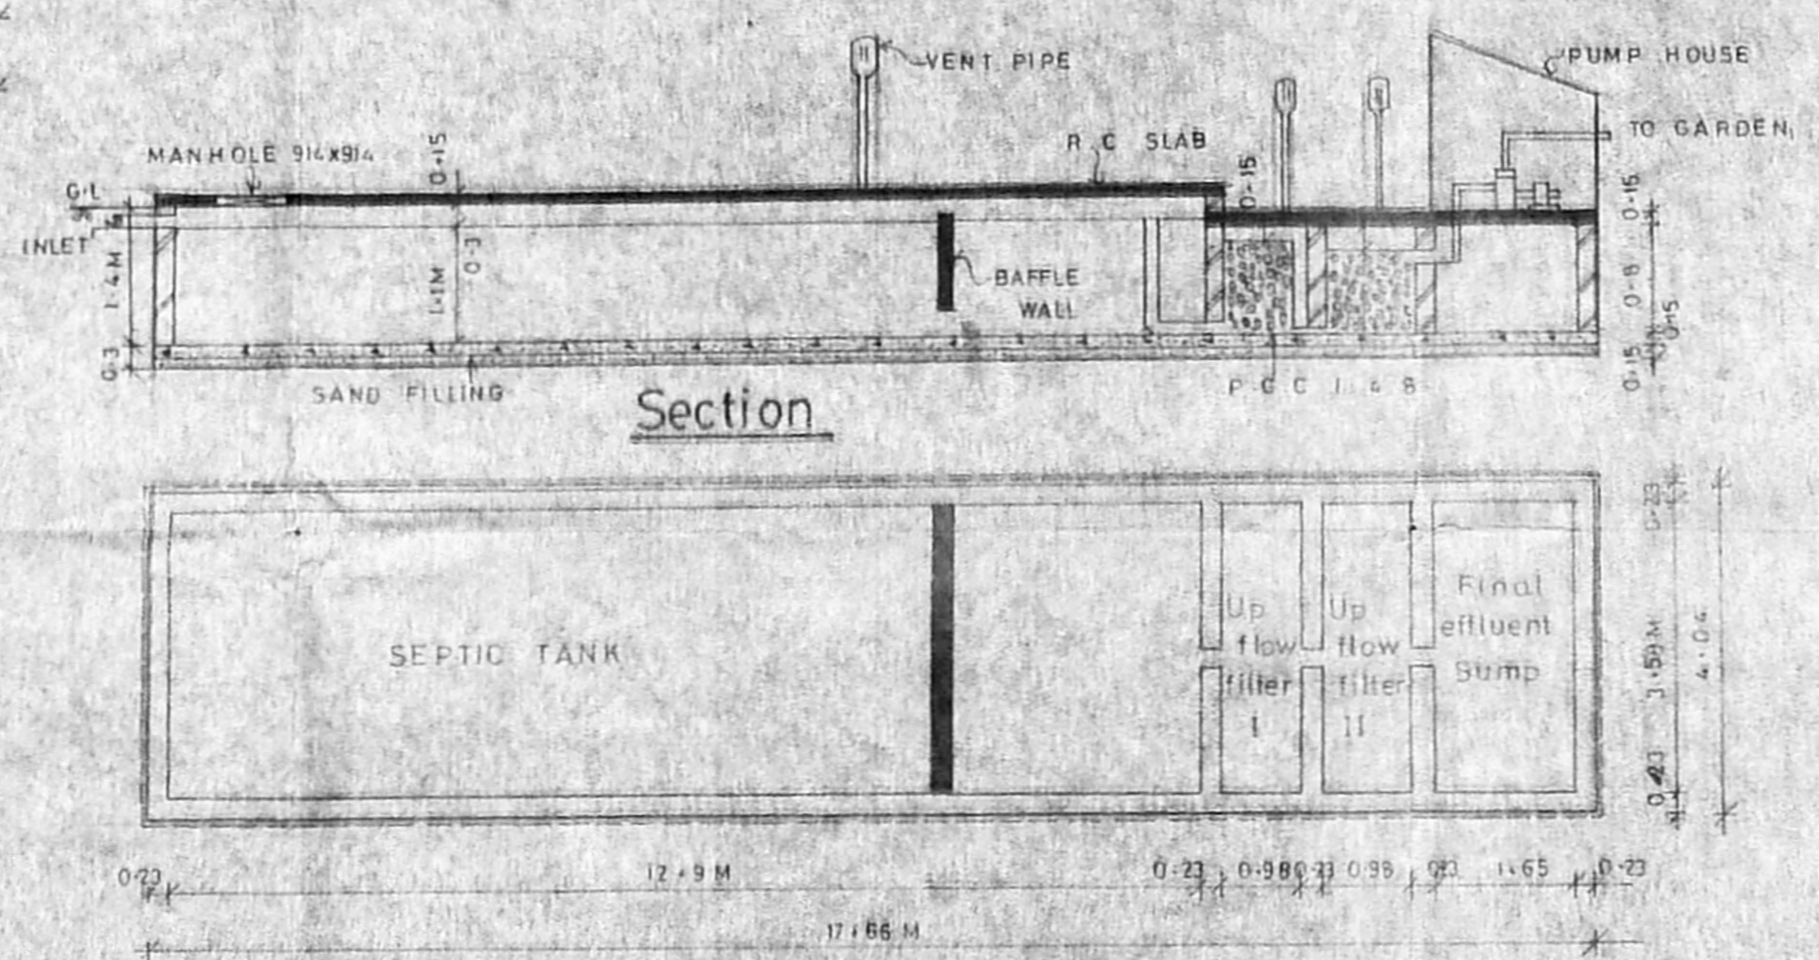 VENT PIPE
PUMP HOUSE
TO GARDEN
MANHOLE 914x914
0.15
R.C SLAB
0.15
0.15
G.L
INLET
1.4M
0.3
1.1M
0.3
BAFFLE
WALL
0.8
0.15
0.15
SAND FILLING
P C C 1 4 8
Section
SEPTIC TANK
Up
flow
filter
I
Up
flow
filter
II
Final
effluent
Sump
0.23
3.58M
4.04
0.23
0.23
12.9 M
0.23
0.98
0.23
0.98
0.23
1.65
0.23
17.66 M